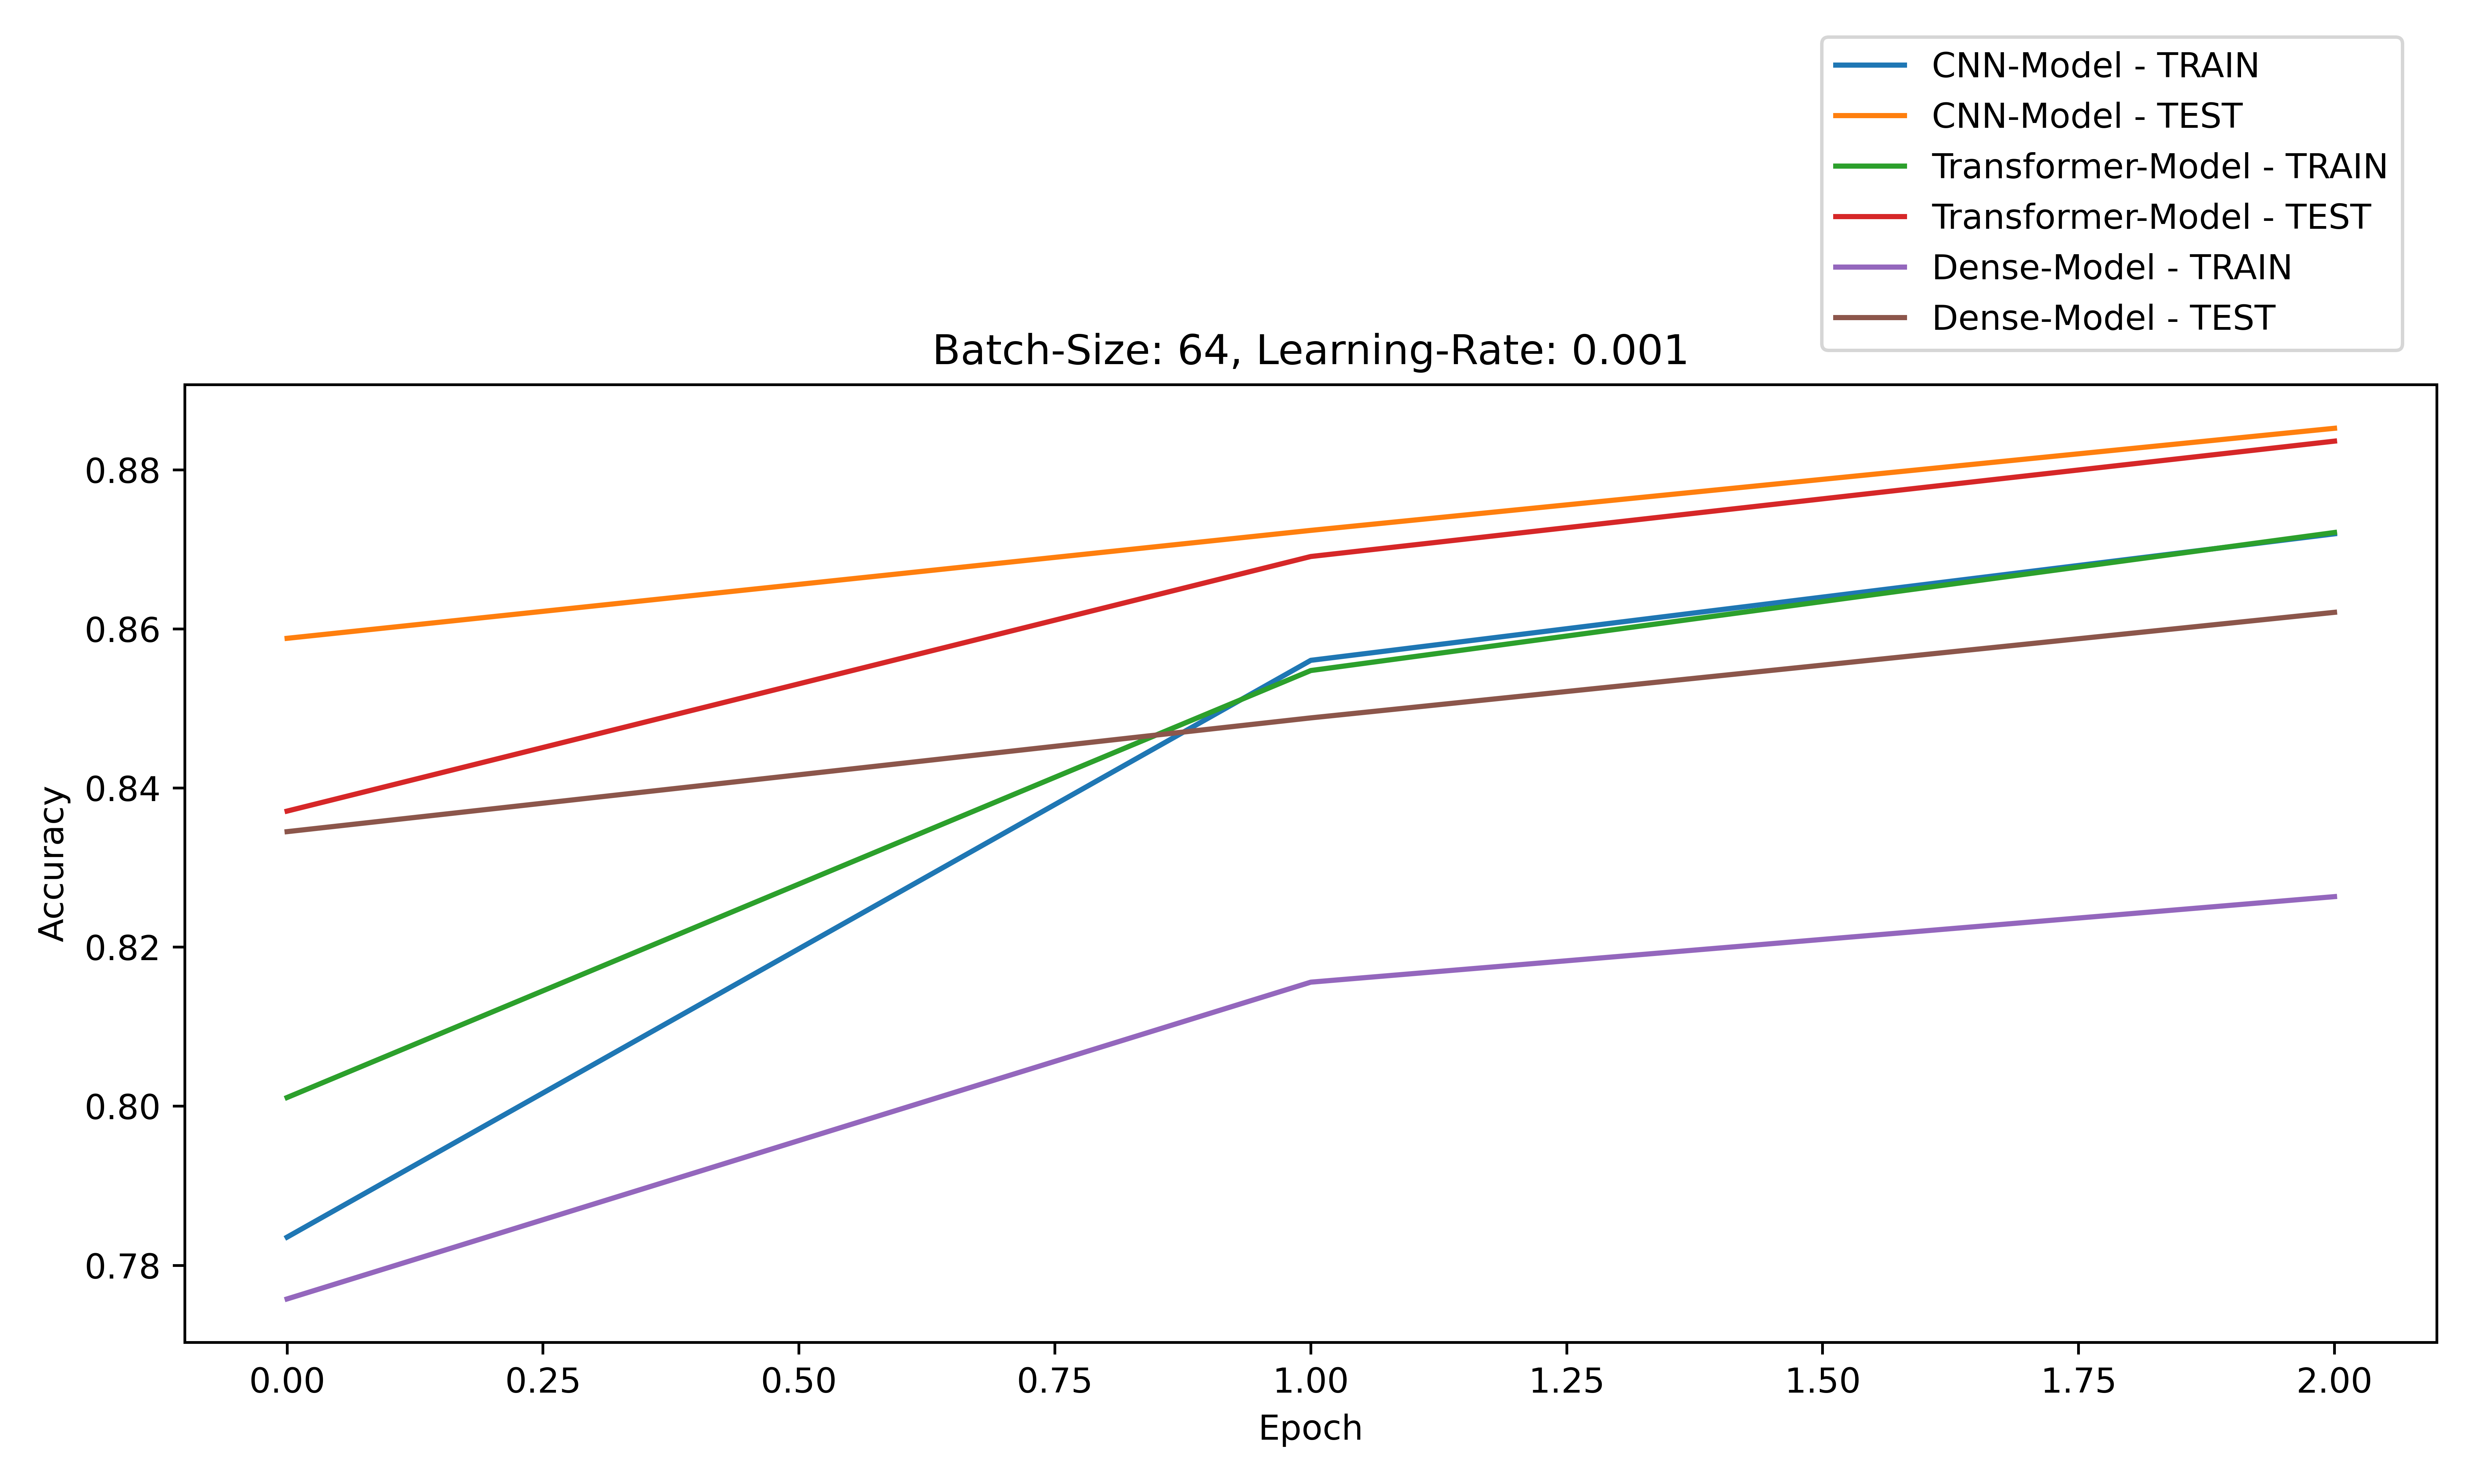 CNN-Model - TRAIN
CNN-Model - TEST
Transformer-Model - TRAIN
Transformer-Model - TEST
Dense-Model - TRAIN
Dense-Model - TEST
Batch-Size: 64, Learning-Rate: 0.001
Accuracy
0.88
0.86
0.84
0.82
0.80
0.78
0.00 0.25 0.50 0.75 1.00 1.25 1.50 1.75 2.00
Epoch